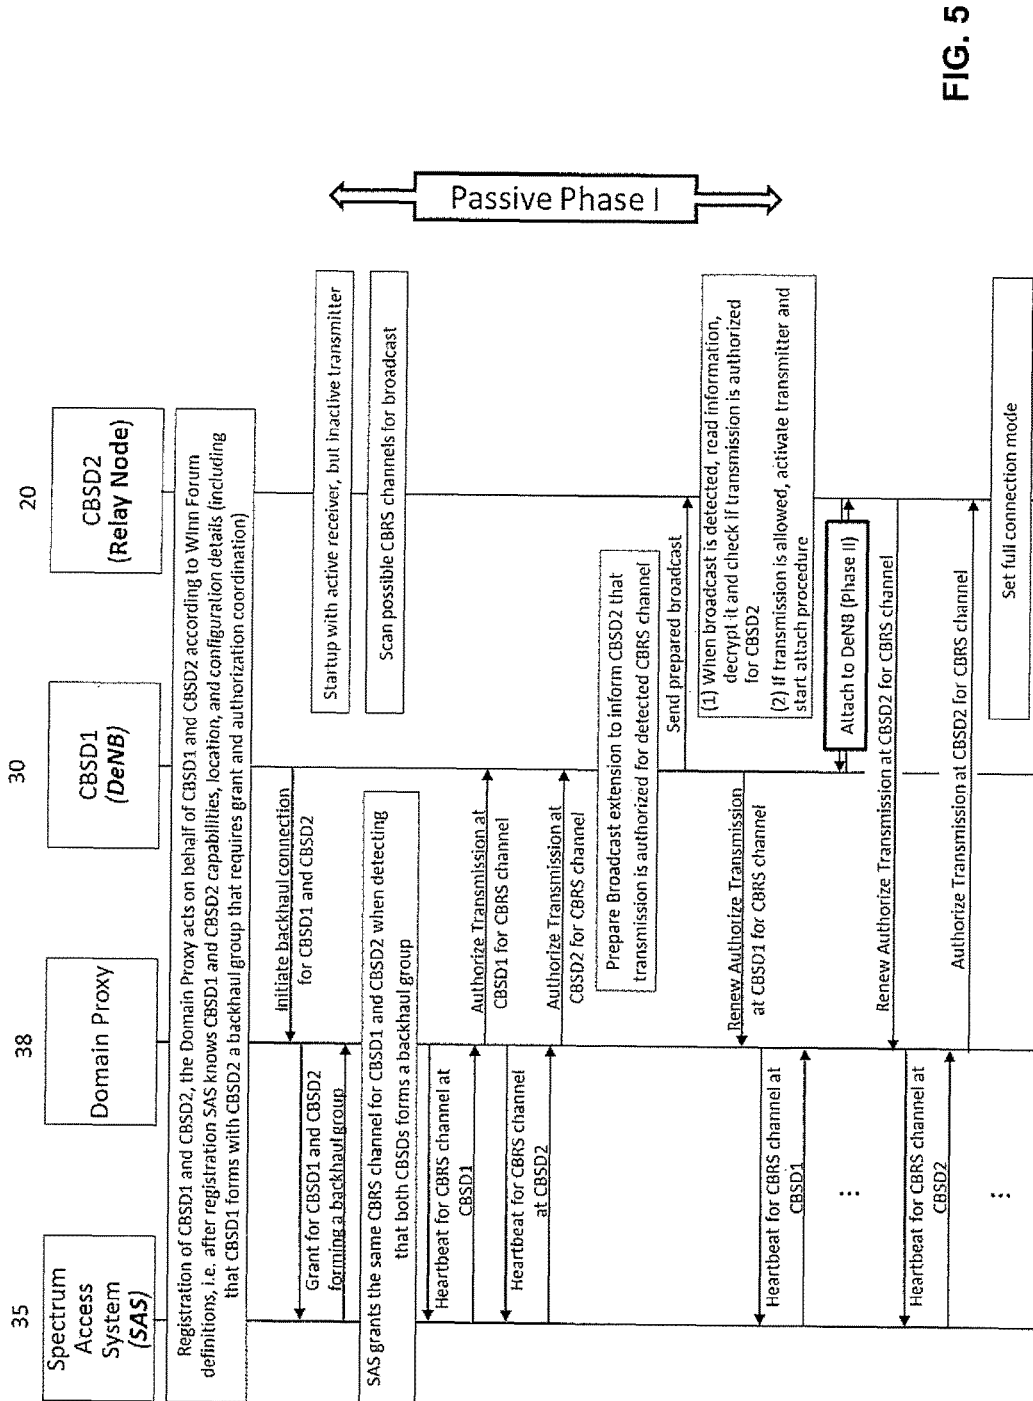 35
38
30
20
Spectrum
Access
System
(SAS)
Domain Proxy
CBSD1
(DeNB)
CBSD2
(Relay Node)
Registration of CBSD1 and CBSD2, the Domain Proxy acts on behalf of CBSD1 and CBSD2 according to WInn Forum
definitions, i.e. after registration SAS knows CBSD1 and CBSD2 capabilities, location, and configuration details (including
that CBSD1 forms with CBSD2 a backhaul group that requires grant and authorization coordination)
Initiate backhaul connection
for CBSD1 and CBSD2
Startup with active receiver, but inactive transmitter
Grant for CBSD1 and CBSD2
forming a backhaul group
Scan possible CBRS channels for broadcast
SAS grants the same CBRS channel for CBSD1 and CBSD2 when detecting
that both CBSDs forms a backhaul group
Heartbeat for CBRS channel at
CBSD1
Authorize Transmission at
CBSD1 for CBRS channel
Heartbeat for CBRS channel
at CBSD2
Authorize Transmission at
CBSD2 for CBRS channel
Prepare Broadcast extension to inform CBSD2 that
transmission is authorized for detected CBRS channel
Send prepared broadcast
(1) When broadcast is detected, read information,
decrypt it and check if transmission is authorized
for CBSD2
(2) If transmission is allowed, activate transmitter and
start attach procedure
Renew Authorize Transmission
at CBSD1 for CBRS channel
Heartbeat for CBRS channel at
CBSD1
Attach to DeNB (Phase II)
...
Renew Authorize Transmission at CBSD2 for CBRS channel
Heartbeat for CBRS channel at
CBSD2
Authorize Transmission at CBSD2 for CBRS channel
...
Set full connection mode
Passive Phase I
FIG. 5